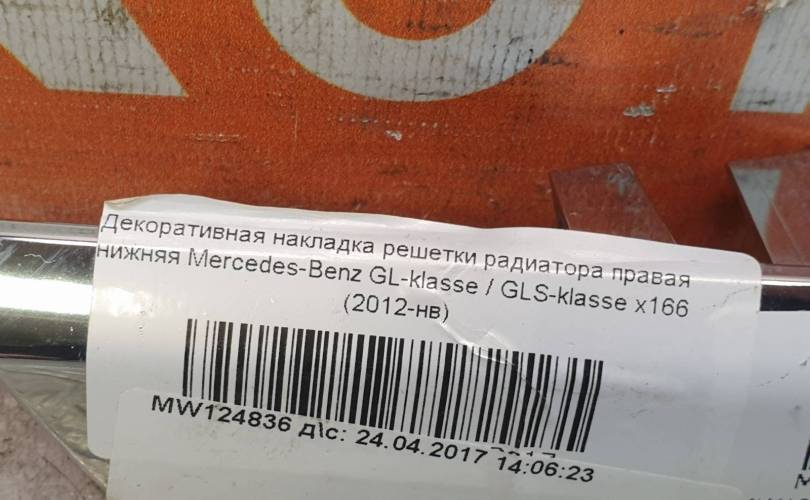 Декоративная накладка решетки радиатора правая
нижняя Mercedes-Benz GL-klasse / GLS-klasse x166
(2012-нв)
MW124836 д\с: 24.04.2017 14:06:23